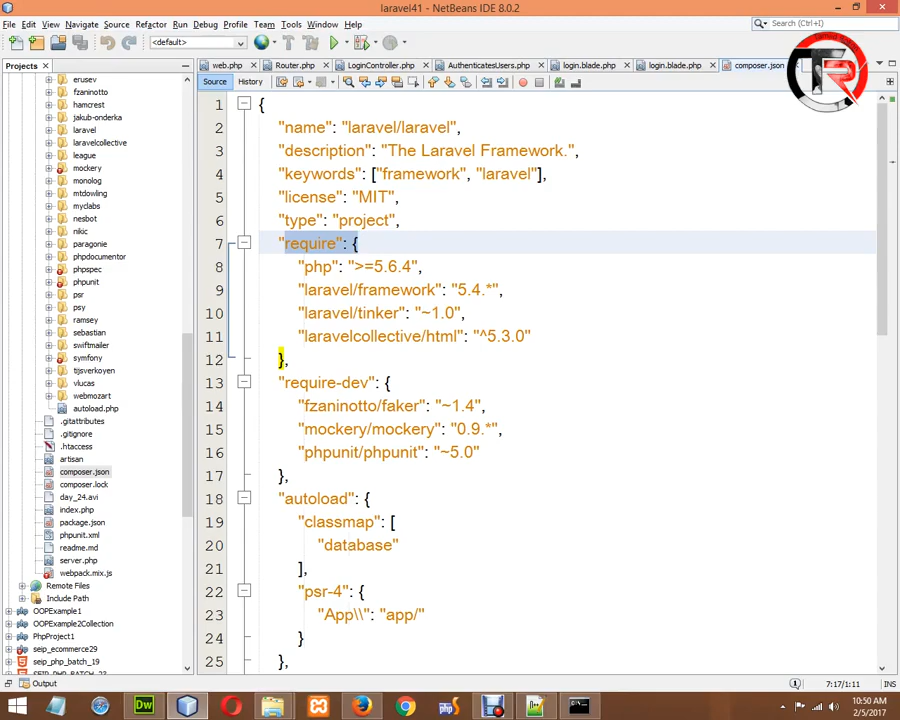 laravel41 - NetBeans IDE 8.0.2
File Edit View Navigate Source Refactor Run Debug Profile Team Tools Window Help
Search (Ctrl+I)
<default>
Projects
web.php
Router.php
LoginController.php
AuthenticatesUsers.php
login.blade.php
login.blade.php
composer.json
Source
History
erusev
fzaninotto
hamcrest
jakub-onderka
laravel
laravelcollective
league
mockery
monolog
mtdowling
myclabs
nesbot
nikic
paragonie
phpdocumentor
phpspec
phpunit
psr
psy
ramsey
sebastian
swiftmailer
symfony
tijsverkoyen
vlucas
webmozart
autoload.php
.gitattributes
.gitignore
.htaccess
artisan
composer.json
composer.lock
day_24.avi
index.php
package.json
phpunit.xml
readme.md
server.php
webpack.mix.js
Remote Files
Include Path
OOPExample1
OOPExample2Collection
PhpProject1
seip_ecommerce29
seip_php_batch_19
1 {
2 "name": "laravel/laravel",
3 "description": "The Laravel Framework.",
4 "keywords": ["framework", "laravel"],
5 "license": "MIT",
6 "type": "project",
7 "require": {
8 "php": ">=5.6.4",
9 "laravel/framework": "5.4.*",
10 "laravel/tinker": "~1.0",
11 "laravelcollective/html": "^5.3.0"
12 },
13 "require-dev": {
14 "fzaninotto/faker": "~1.4",
15 "mockery/mockery": "0.9.*",
16 "phpunit/phpunit": "~5.0"
17 },
18 "autoload": {
19 "classmap": [
20 "database"
21 ],
22 "psr-4": {
23 "App\\": "app/"
24 }
25 },
Output
7:17/1:11
INS
10:50 AM
2/5/2017